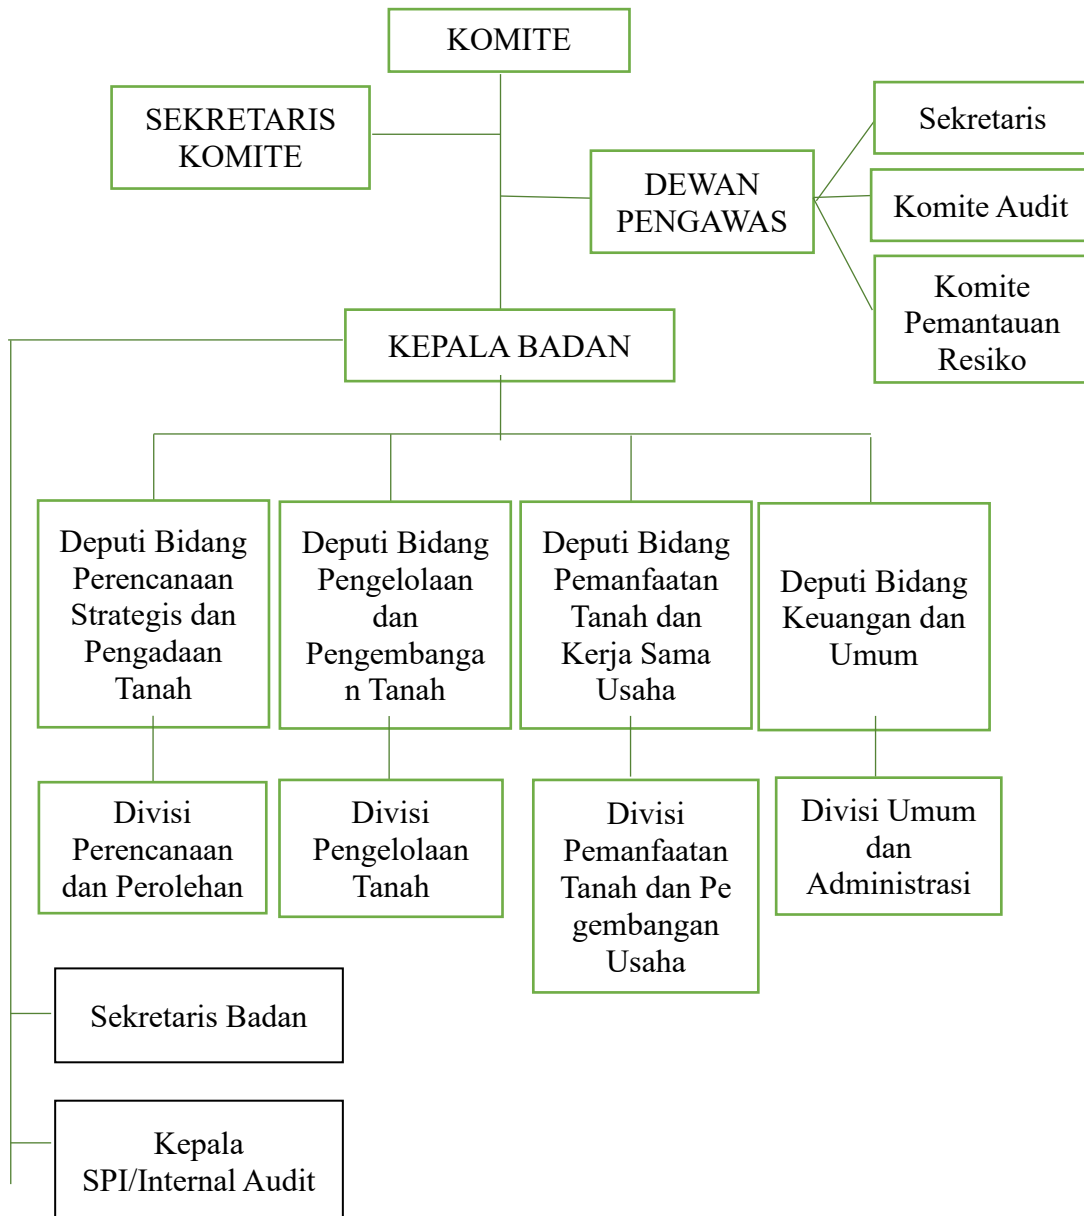 KOMITE
SEKRETARIS
KOMITE
Sekretaris
DEWAN
PENGAWAS
Komite Audit
Komite
Pemantauan
Resiko
KEPALA BADAN
Deputi Bidang
Perencanaan
Strategis dan
Pengadaan
Tanah
Deputi Bidang
Pengelolaan
dan
Pengembanga
n Tanah
Deputi Bidang
Pemanfaatan
Tanah dan
Kerja Sama
Usaha
Deputi Bidang
Keuangan dan
Umum
Divisi
Perencanaan
dan Perolehan
Divisi
Pengelolaan
Tanah
Divisi
Pemanfaatan
Tanah dan Pe
gembangan
Usaha
Divisi Umum
dan
Administrasi
Sekretaris Badan
Kepala
SPI/Internal Audit